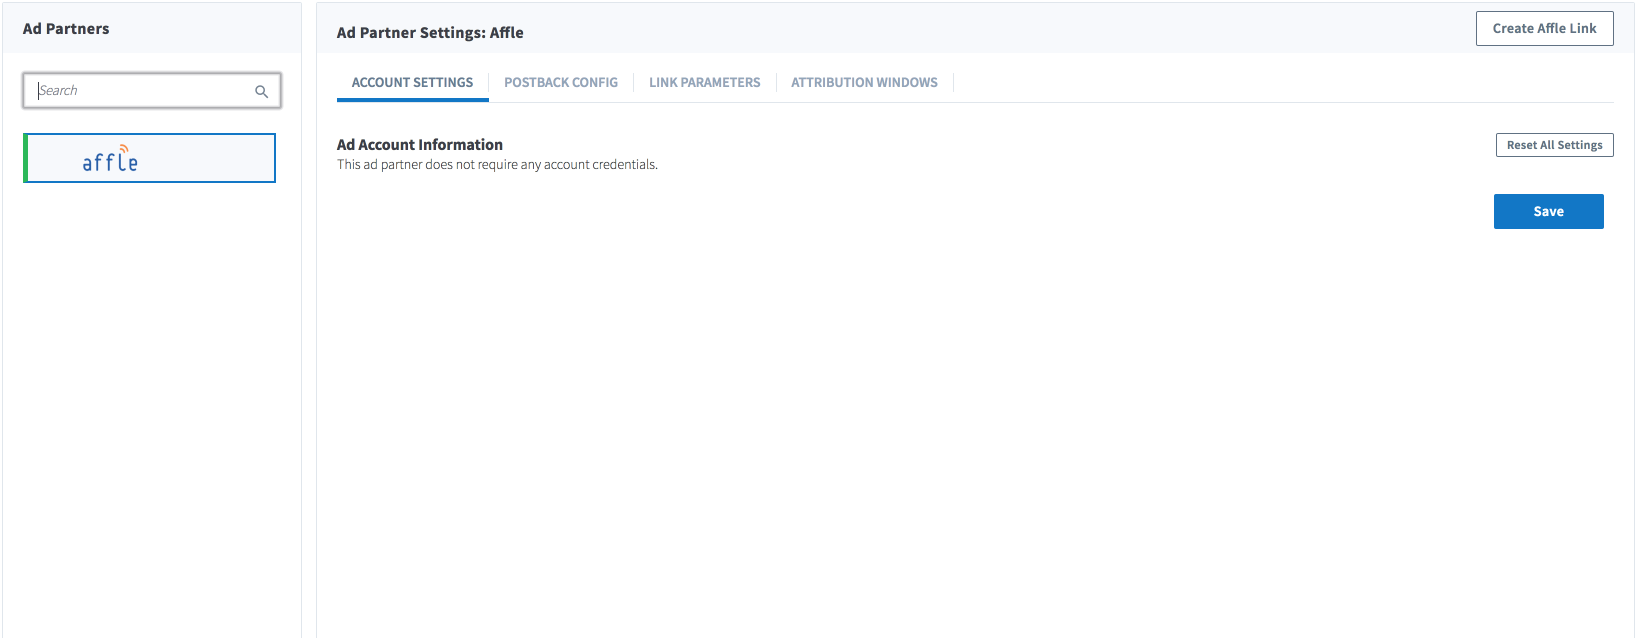 Ad Partners
Search
affle
Ad Partner Settings: Affle
Create Affle Link
ACCOUNT SETTINGS
POSTBACK CONFIG
LINK PARAMETERS
ATTRIBUTION WINDOWS
Ad Account Information
This ad partner does not require any account credentials.
Reset All Settings
Save